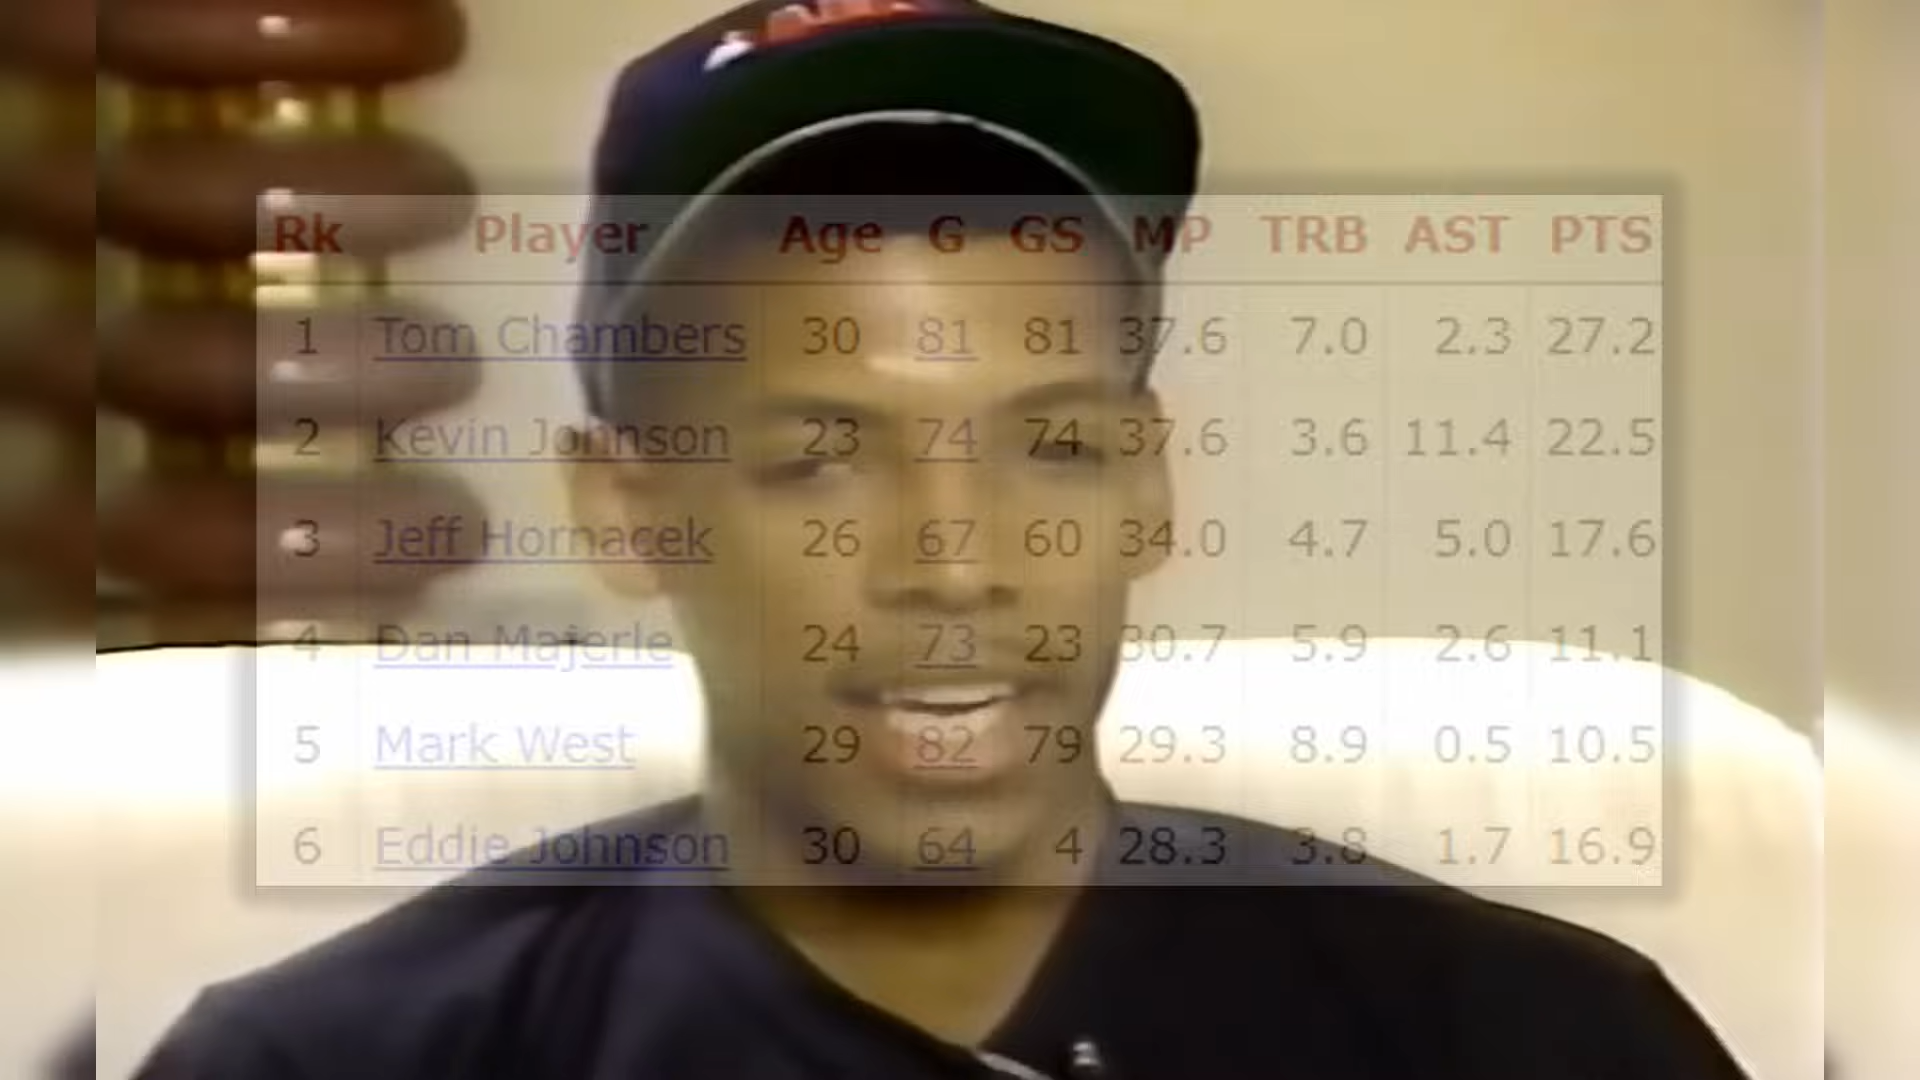 Rk Player Age G GS MP TRB AST PTS
1 Tom Chambers 30 81 81 37.6 7.0 2.3 27.2
2 Kevin Johnson 23 74 74 37.6 3.6 11.4 22.5
3 Jeff Hornacek 26 67 60 34.0 4.7 5.0 17.6
4 Dan Majerle 24 73 23 30.7 5.9 2.6 11.1
5 Mark West 29 82 79 29.3 8.9 0.5 10.5
6 Eddie Johnson 30 64 4 28.3 3.8 1.7 16.9